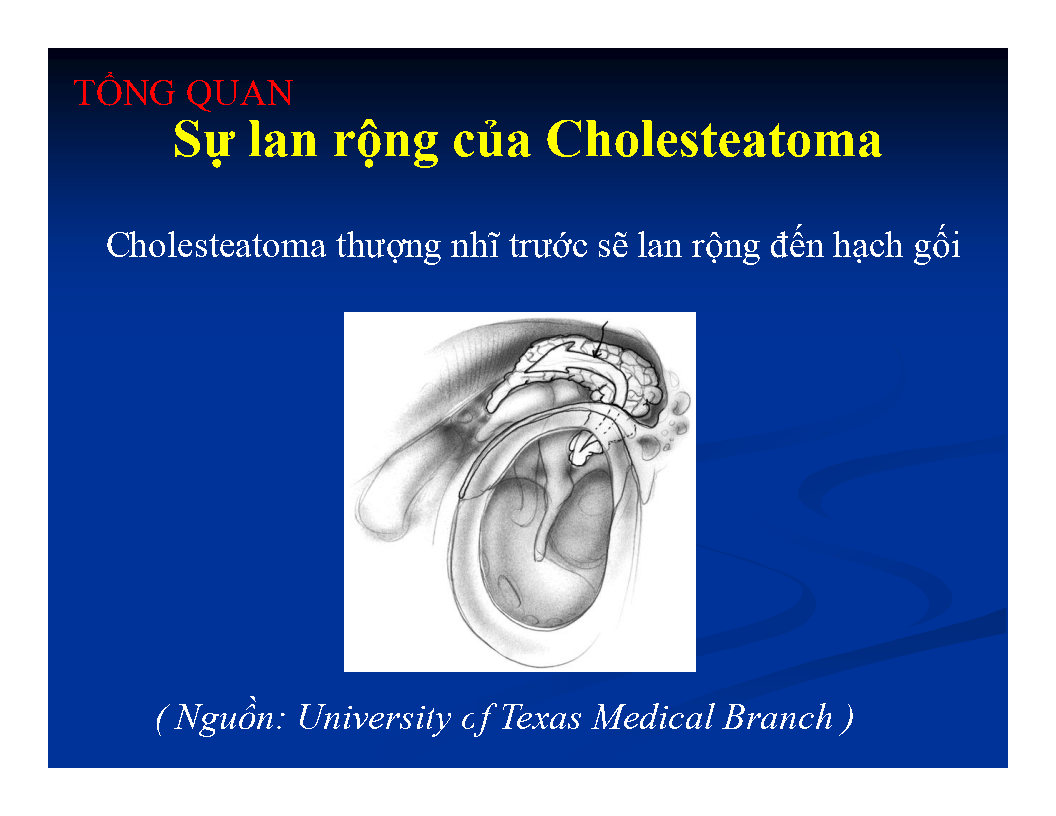 TỔNG QUAN
Sự lan rộng của Cholesteatoma
Cholesteatoma thượng nhĩ trước sẽ lan rộng đến hạch gối
( Nguồn: University of Texas Medical Branch )